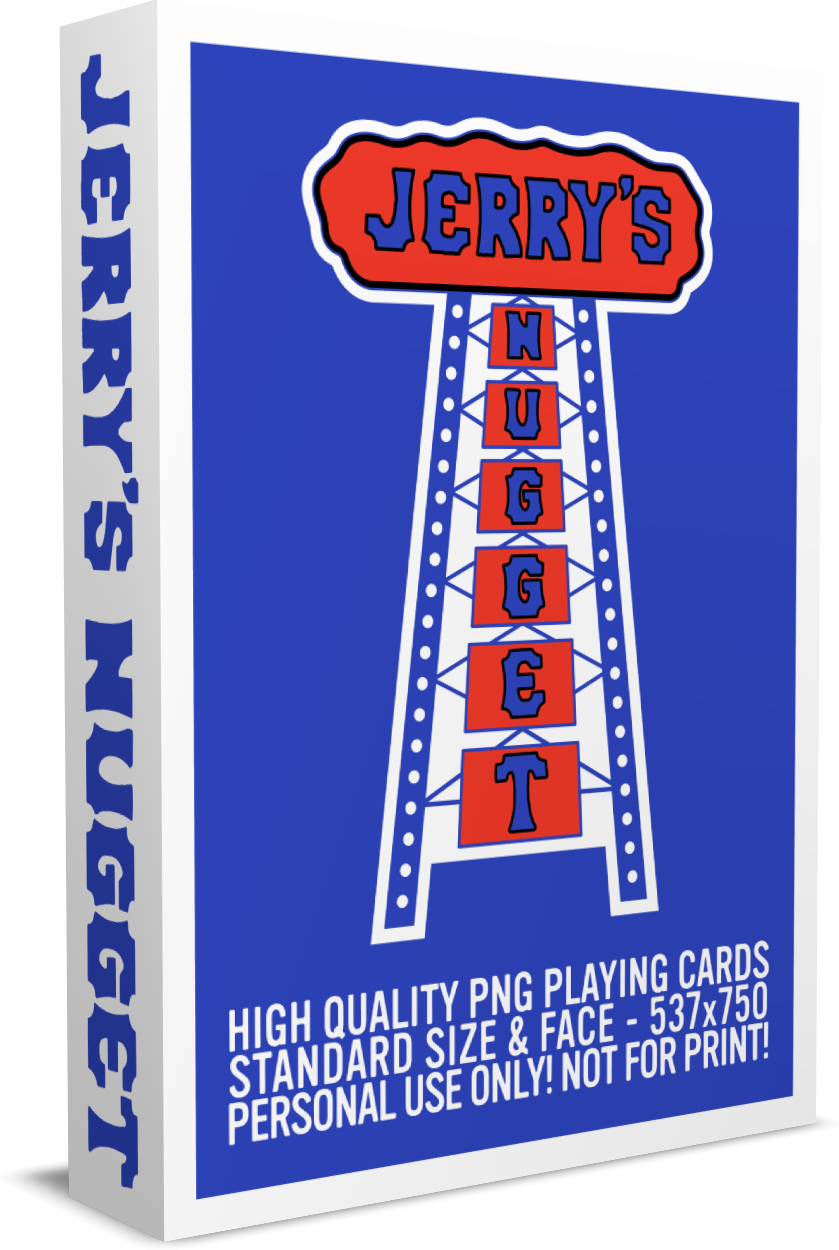 JERRY'S NUGGET
JERRY'S
N
U
G
G
E
T
HIGH QUALITY PNG PLAYING CARDS
STANDARD SIZE & FACE - 537x750
PERSONAL USE ONLY! NOT FOR PRINT!